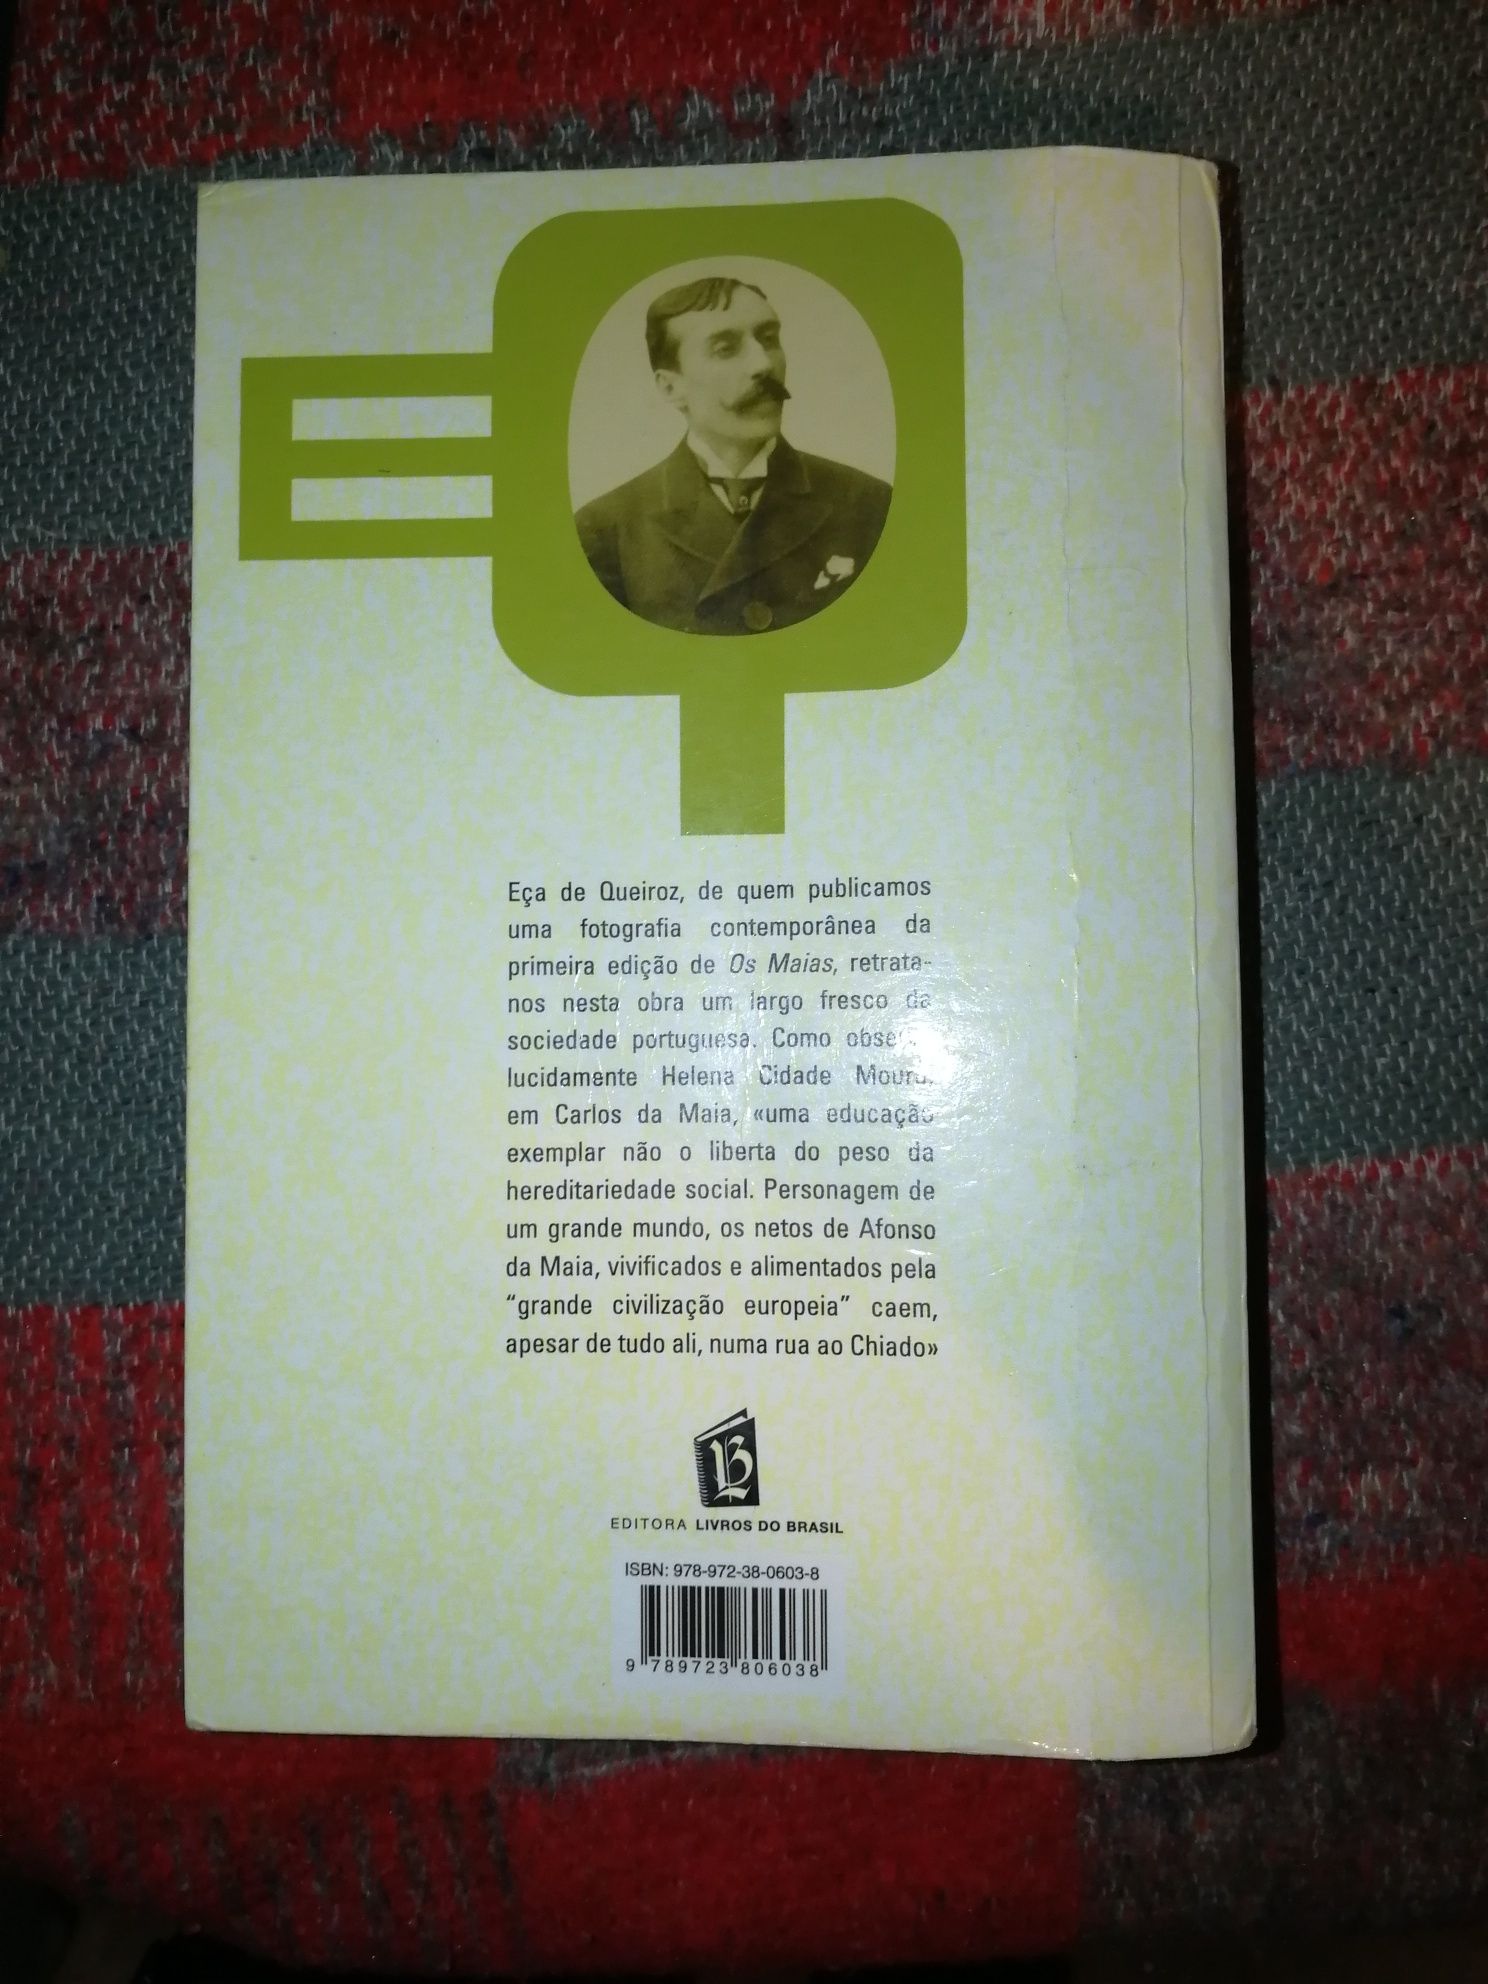 EQ
Eça de Queiroz, de quem publicamos
uma fotografia contemporânea da
primeira edição de Os Maias, retrata-
nos nesta obra um largo fresco da
sociedade portuguesa. Como
lucidamente Helena Cidade Moura,
em Carlos da Maia, «uma educação
exemplar não o liberta do peso da
hereditariedade social. Personagem de
um grande mundo, os netos de Afonso
da Maia, vivificados e alimentados pela
“grande civilização europeia” caem,
apesar de tudo ali, numa rua ao Chiado»
LB
EDITORA LIVROS DO BRASIL
ISBN: 978-972-38-0603-8
9 789723 806038